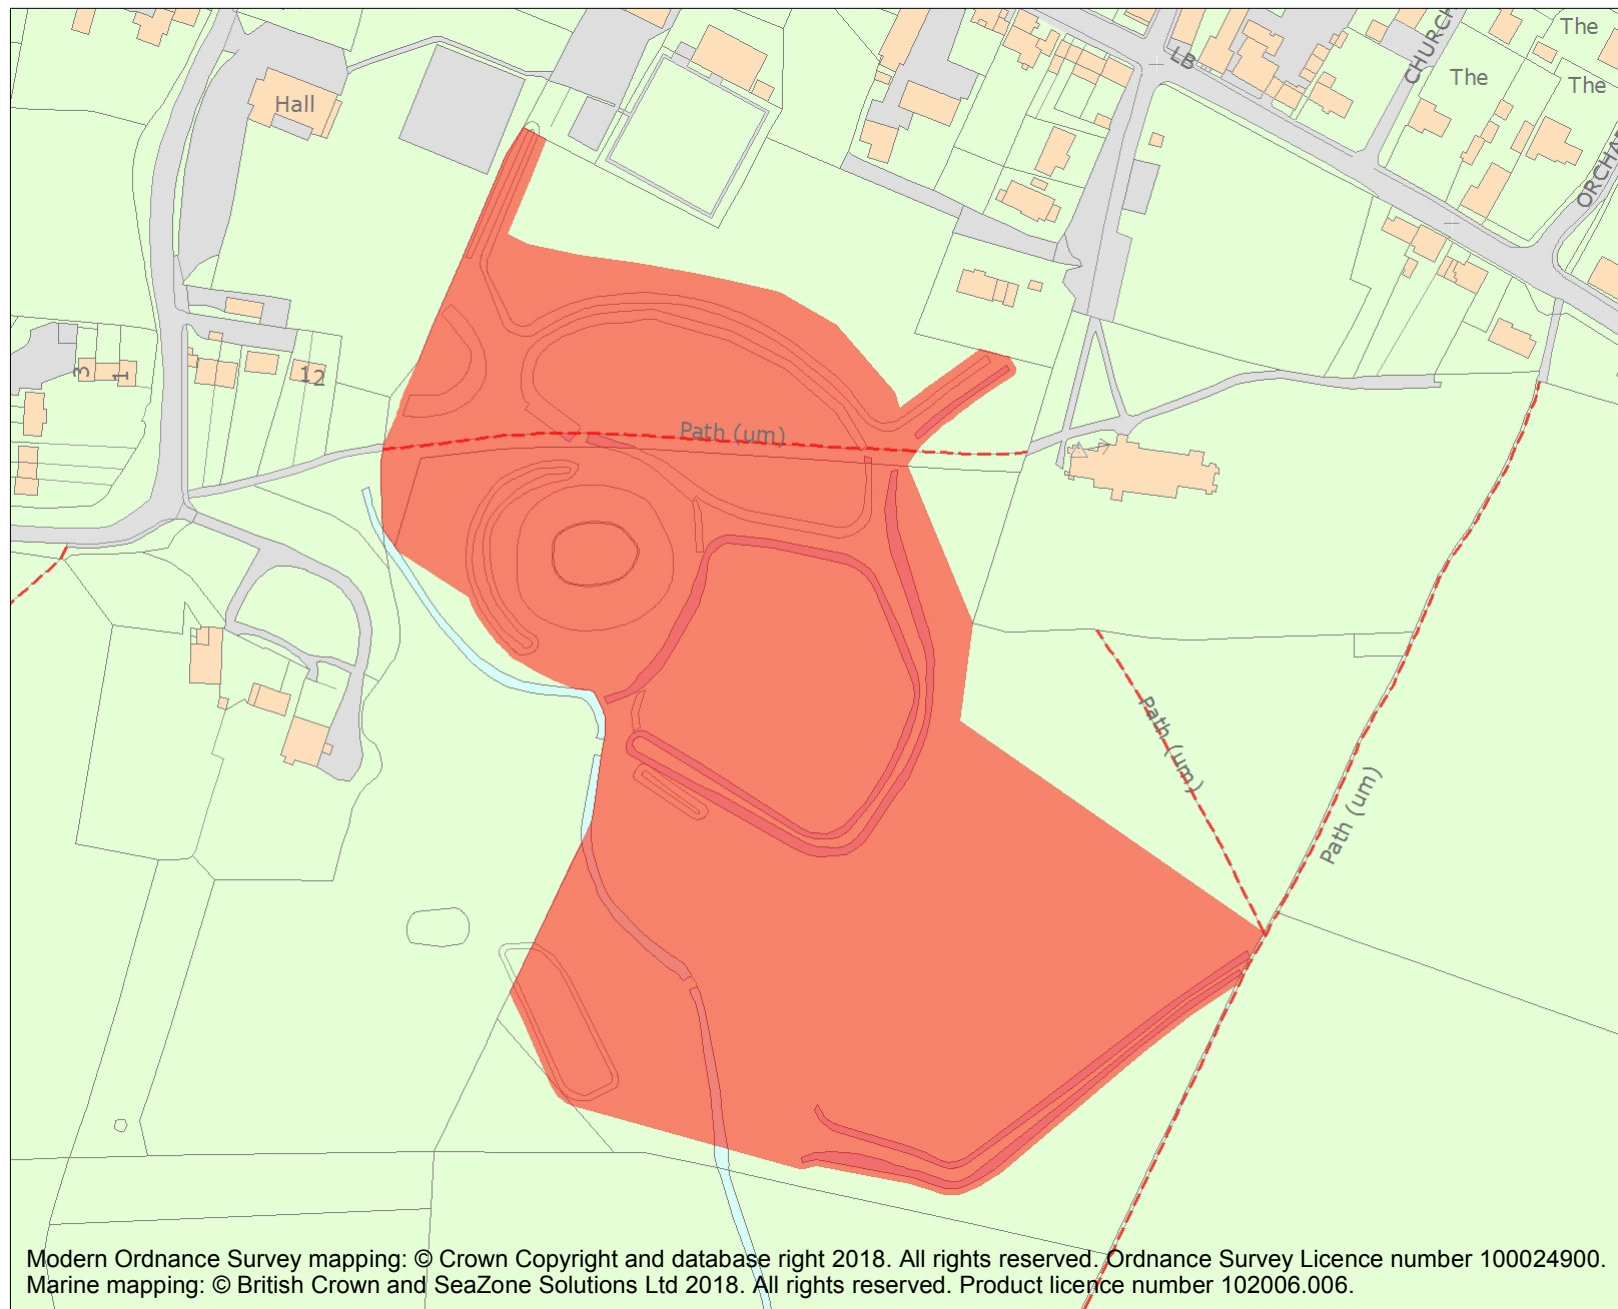 The
CHURCH
LB
The
The
Hall
ORCHA
3
1
12
Path (um)
Path (um)
Path (um)
Modern Ordnance Survey mapping: © Crown Copyright and database right 2018. All rights reserved. Ordnance Survey Licence number 100024900.
Marine mapping: © British Crown and SeaZone Solutions Ltd 2018. All rights reserved. Product licence number 102006.006.